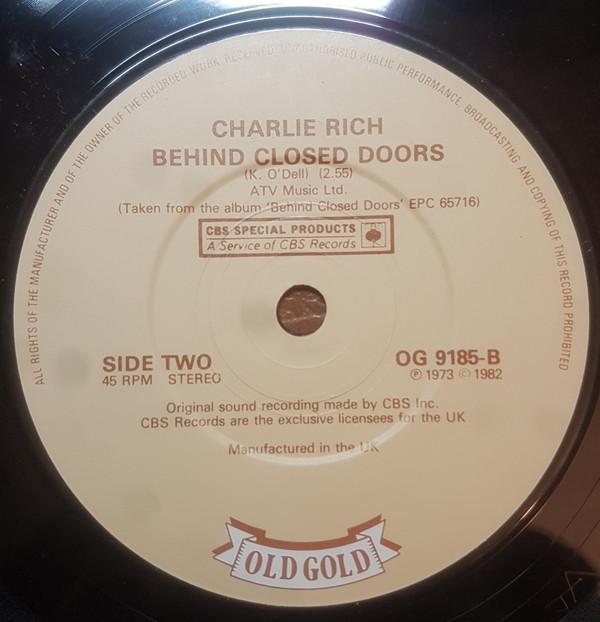 ALL RIGHTS OF THE MANUFACTURER AND OF THE OWNER OF THE RECORDED WORK RESERVED. UNAUTHORISED PUBLIC PERFORMANCE, BROADCASTING AND COPYING OF THIS RECORD PROHIBITED
CHARLIE RICH
BEHIND CLOSED DOORS
(K. O'Dell) (2.55)
ATV Music Ltd.
(Taken from the album 'Behind Closed Doors' EPC 65716)
CBS SPECIAL PRODUCTS
A Service of CBS Records
SIDE TWO
45 RPM STEREO
OG 9185-B
℗ 1973 © 1982
Original sound recording made by CBS Inc.
CBS Records are the exclusive licensees for the UK
Manufactured in the UK
OLD GOLD